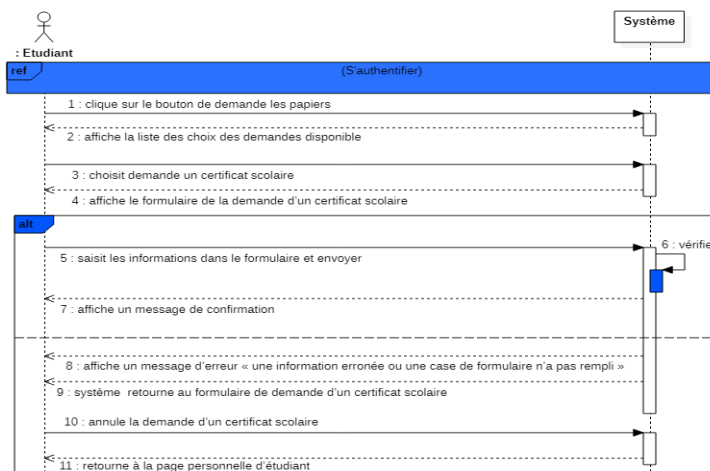 Système
: Etudiant
ref
(S'authentifier)
1 : clique sur le bouton de demande les papiers
2 : affiche la liste des choix des demandes disponible
3 : choisit demande un certificat scolaire
4 : affiche le formulaire de la demande d'un certificat scolaire
alt
6 : vérifie
5 : saisit les informations dans le formulaire et envoyer
7 : affiche un message de confirmation
8 : affiche un message d'erreur « une information erronée ou une case de formulaire n'a pas rempli »
9 : système retourne au formulaire de demande d'un certificat scolaire
10 : annule la demande d'un certificat scolaire
11 : retourne à la page personnelle d'étudiant